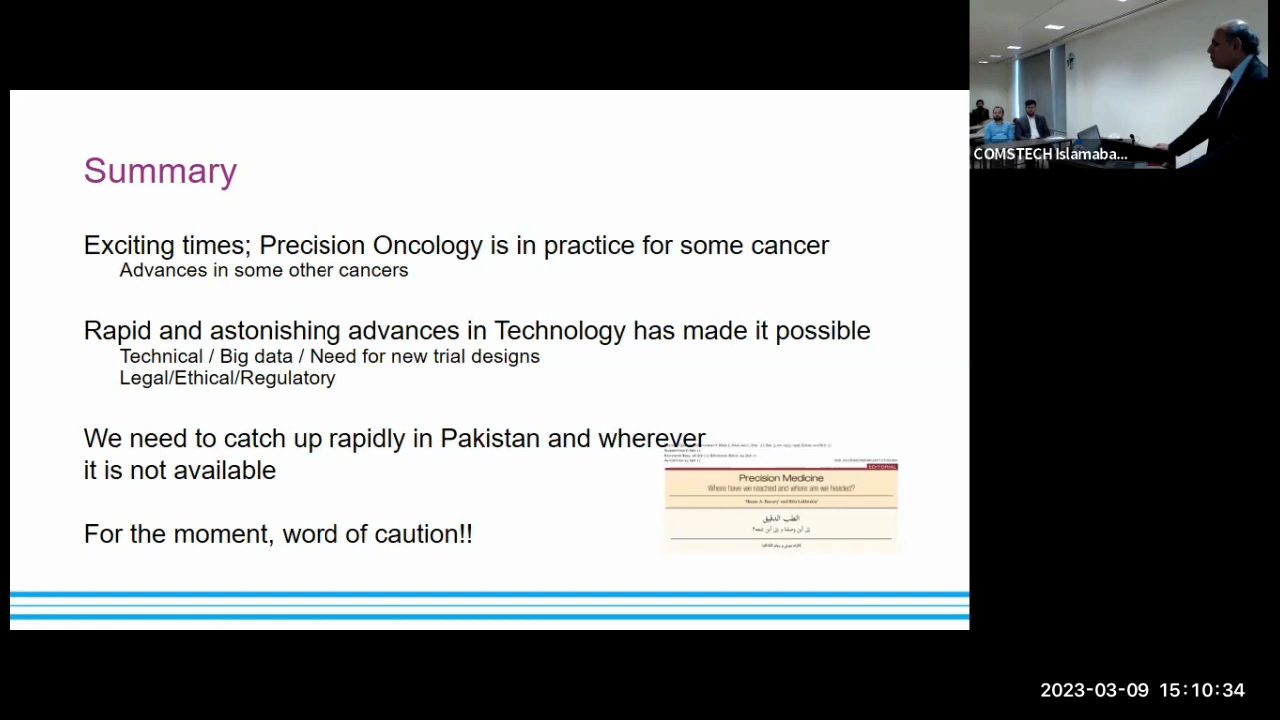 COMSTECH Islamaba...
Summary
Exciting times; Precision Oncology is in practice for some cancer
Advances in some other cancers
Rapid and astonishing advances in Technology has made it possible
Technical / Big data / Need for new trial designs
Legal/Ethical/Regulatory
We need to catch up rapidly in Pakistan and wherever
it is not available
EDITORIAL
Precision Medicine
Where have we reached and where are we headed?
الطب الدقيق
For the moment, word of caution!!
2023-03-09 15:10:34